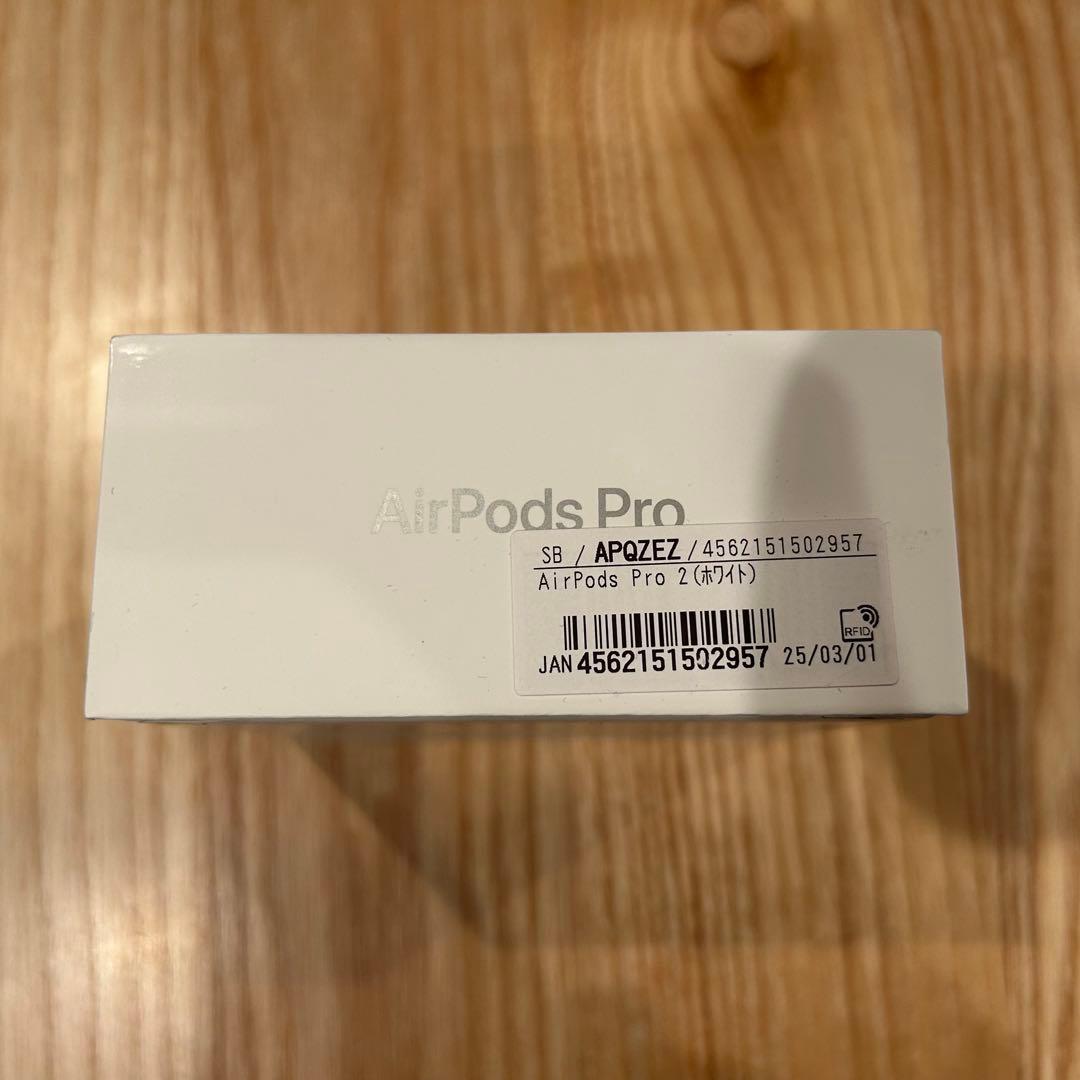 AirPods Pro
SB / APQZEZ / 4562151502957
AirPods Pro 2(ﾎﾜｲﾄ)
RFID
JAN 4562151502957 25/03/01